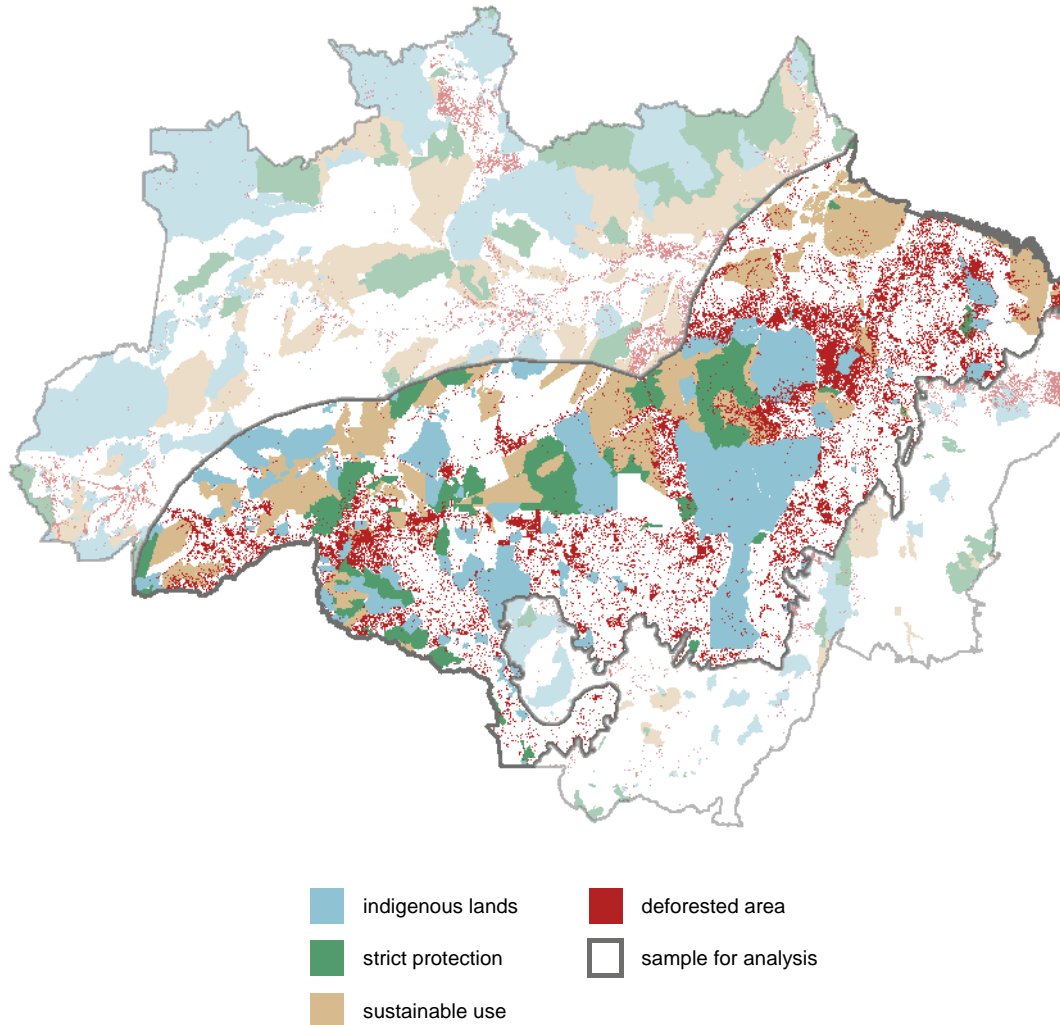 indigenous lands
strict protection
sustainable use
deforested area
sample for analysis